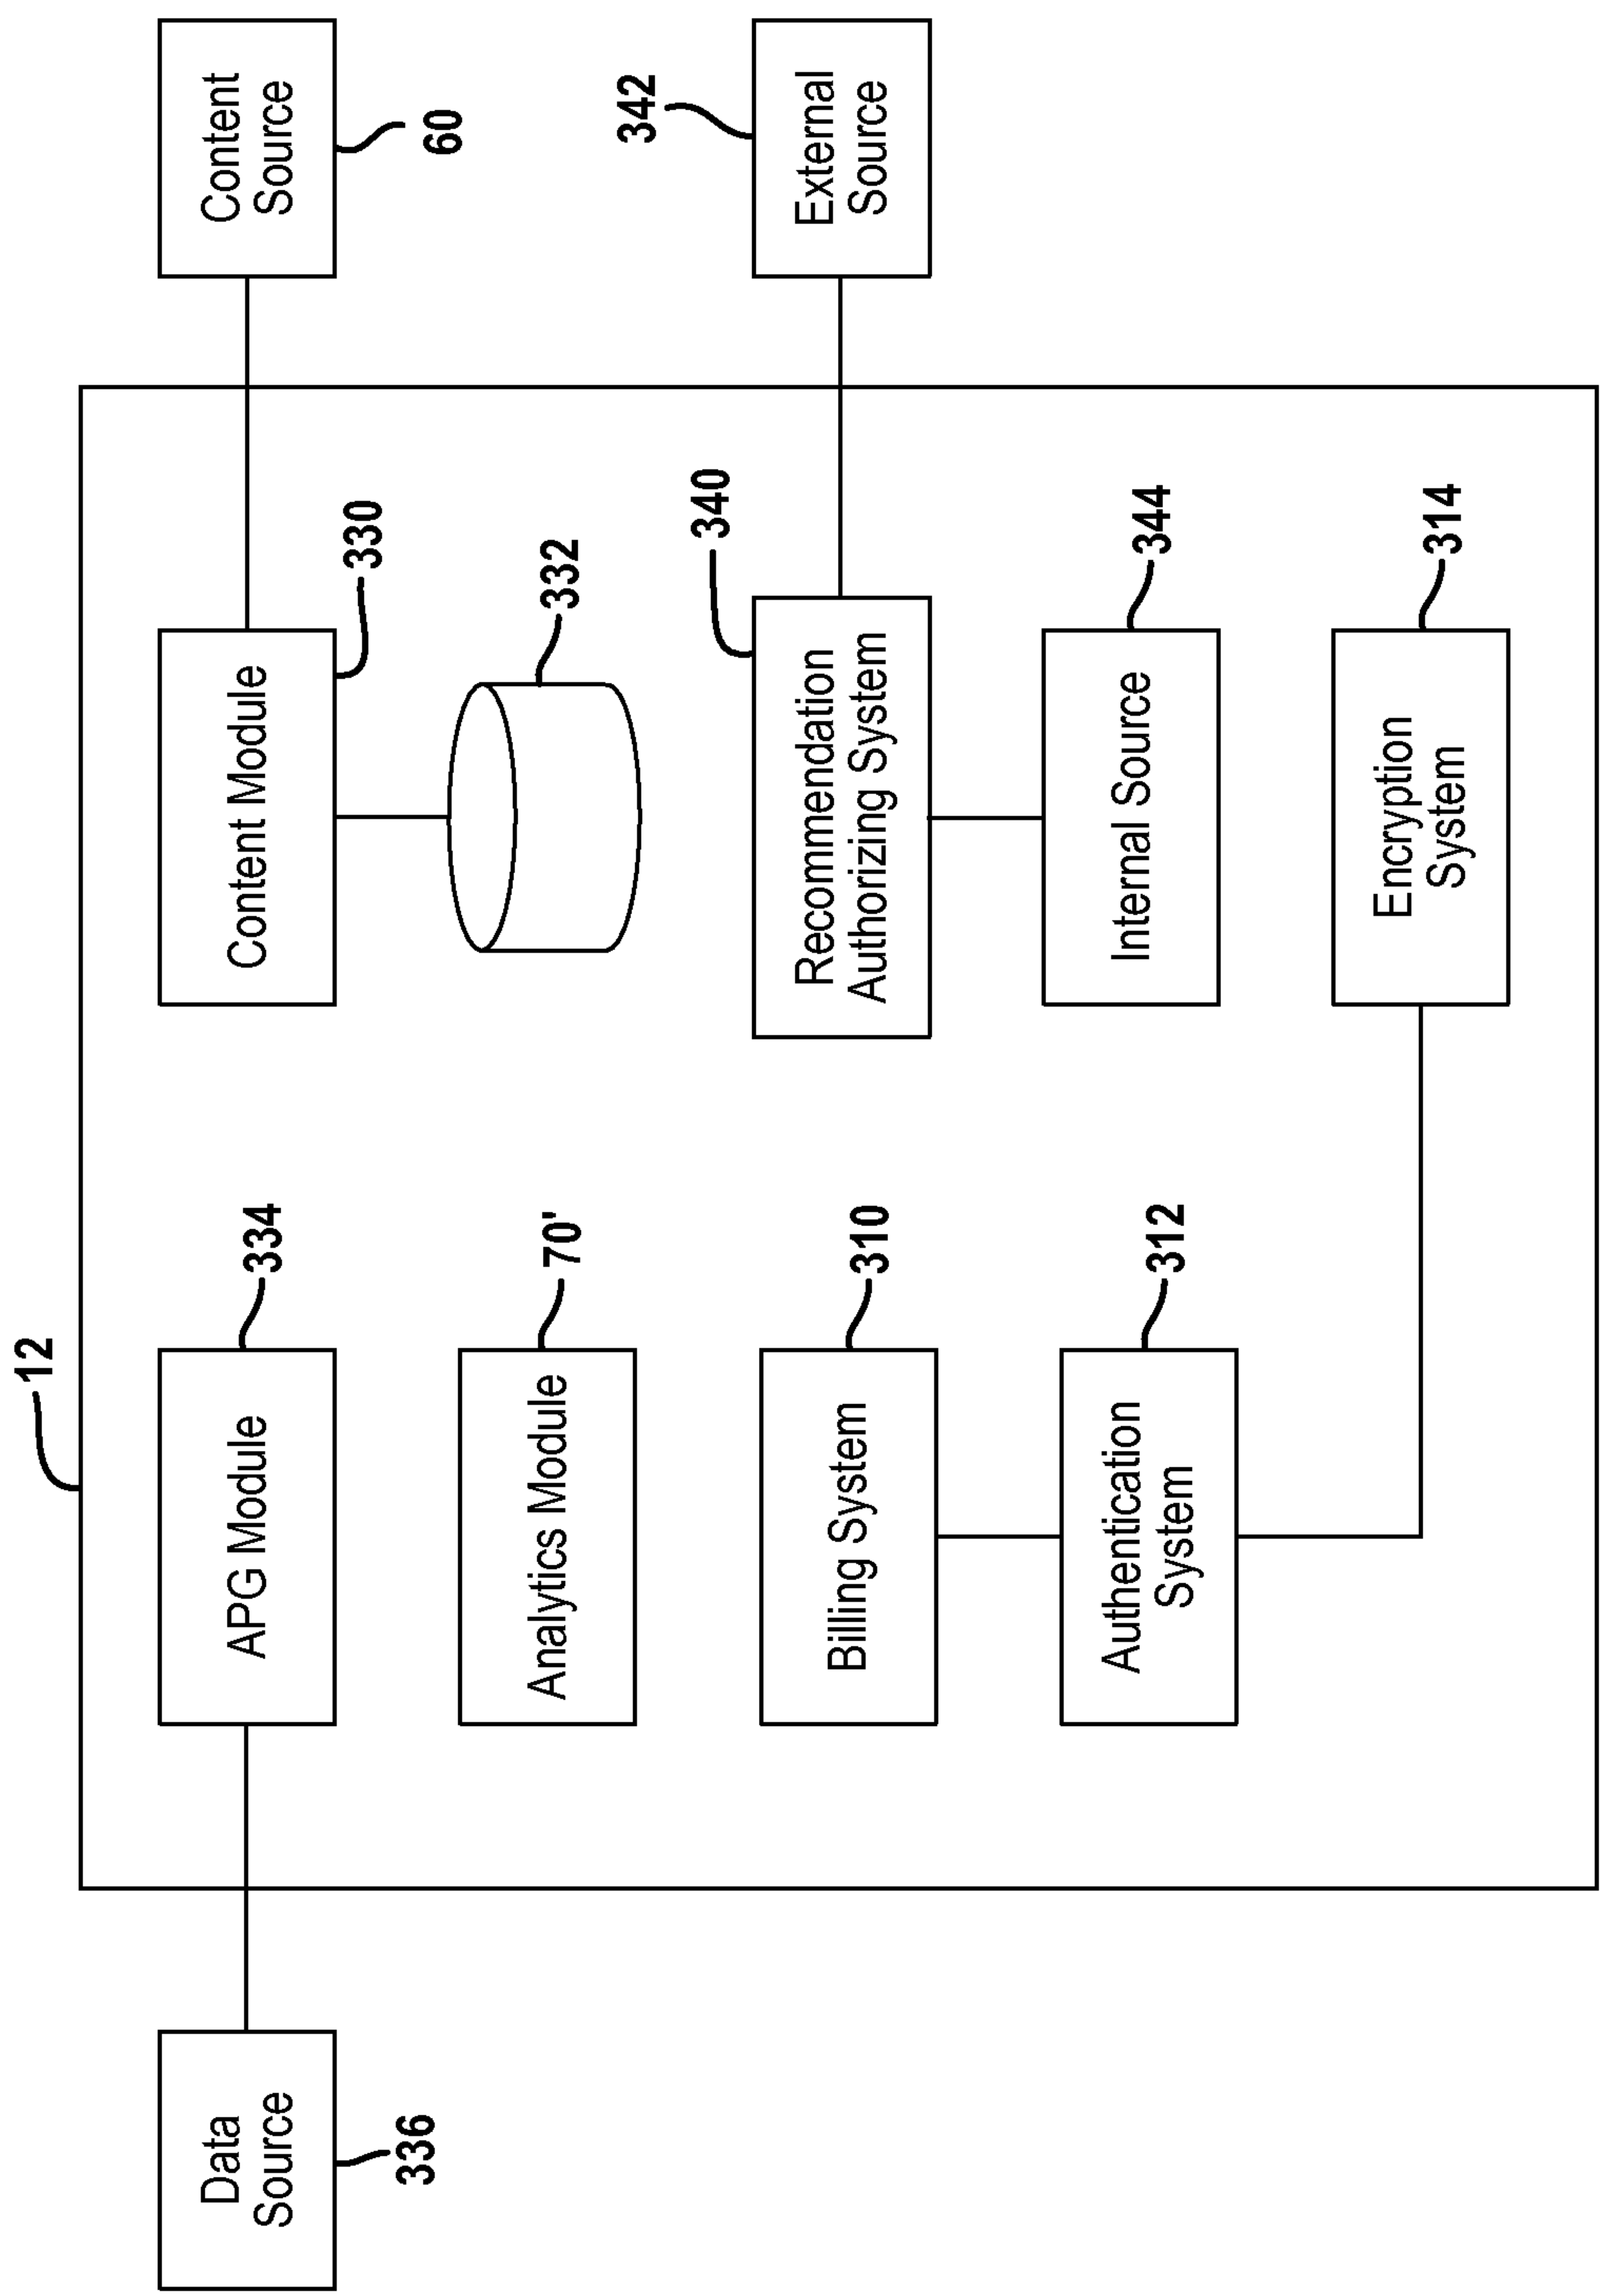 12
Data
Source
336
APG Module
334
Content Module
330
Content
Source
60
Analytics Module
70'
332
Billing System
310
Recommendation
Authorizing System
340
External
Source
342
Authentication
System
312
Internal Source
344
Encryption
System
314